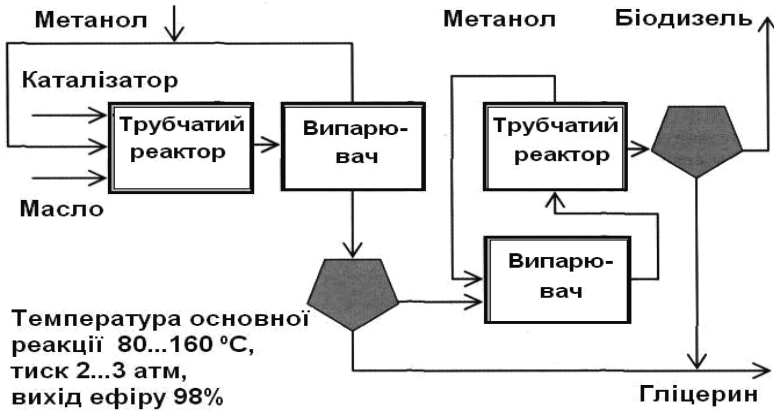 Метанол
Метанол
Біодизель
Каталізатор
Трубчатий
реактор
Випарю-
вач
Трубчатий
реактор
Масло
Випарю-
вач
Температура основної
реакції 80...160 ºС,
тиск 2...3 атм,
вихід ефіру 98%
Гліцерин